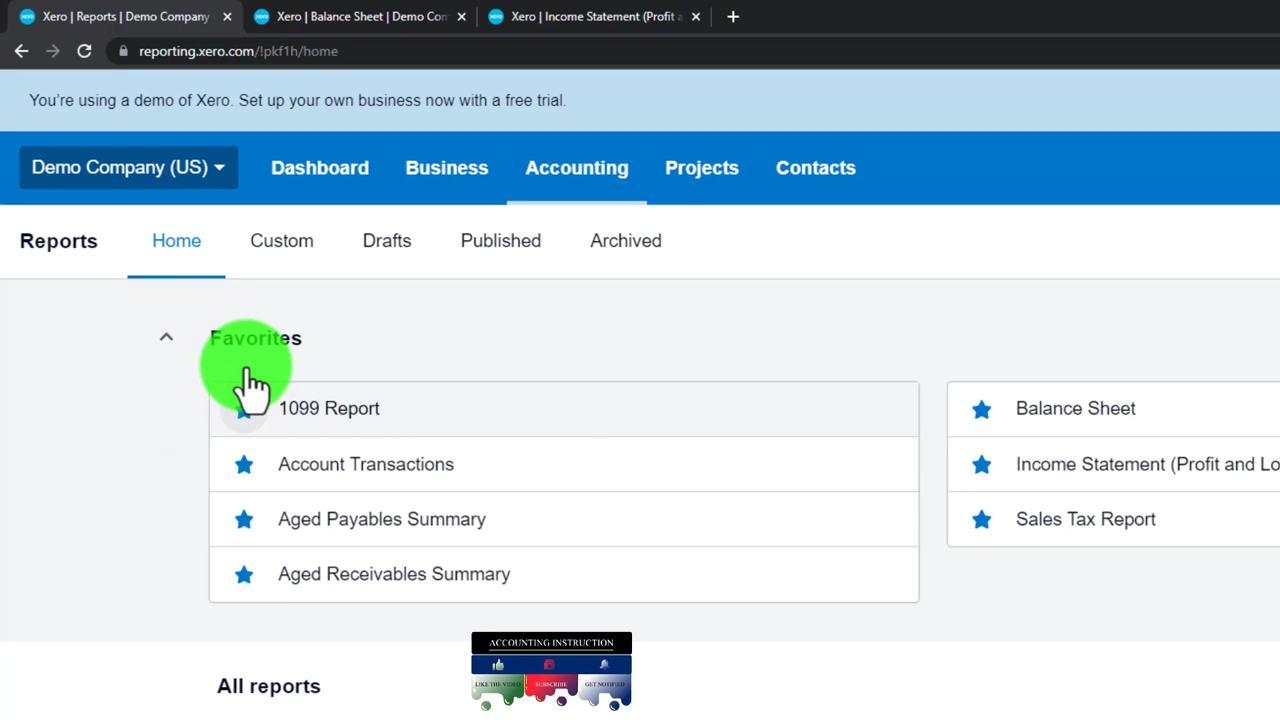 Xero | Reports | Demo Company
Xero | Balance Sheet | Demo Con
Xero | Income Statement (Profit a
reporting.xero.com/!pkf1h/home
You're using a demo of Xero. Set up your own business now with a free trial.
Demo Company (US)
Dashboard
Business
Accounting
Projects
Contacts
Reports
Home
Custom
Drafts
Published
Archived
Favorites
1099 Report
Balance Sheet
Account Transactions
Income Statement (Profit and Lo
Aged Payables Summary
Sales Tax Report
Aged Receivables Summary
ACCOUNTING INSTRUCTION
LIKE THE VIDEO
SUBSCRIBE
GET NOTIFIED
All reports